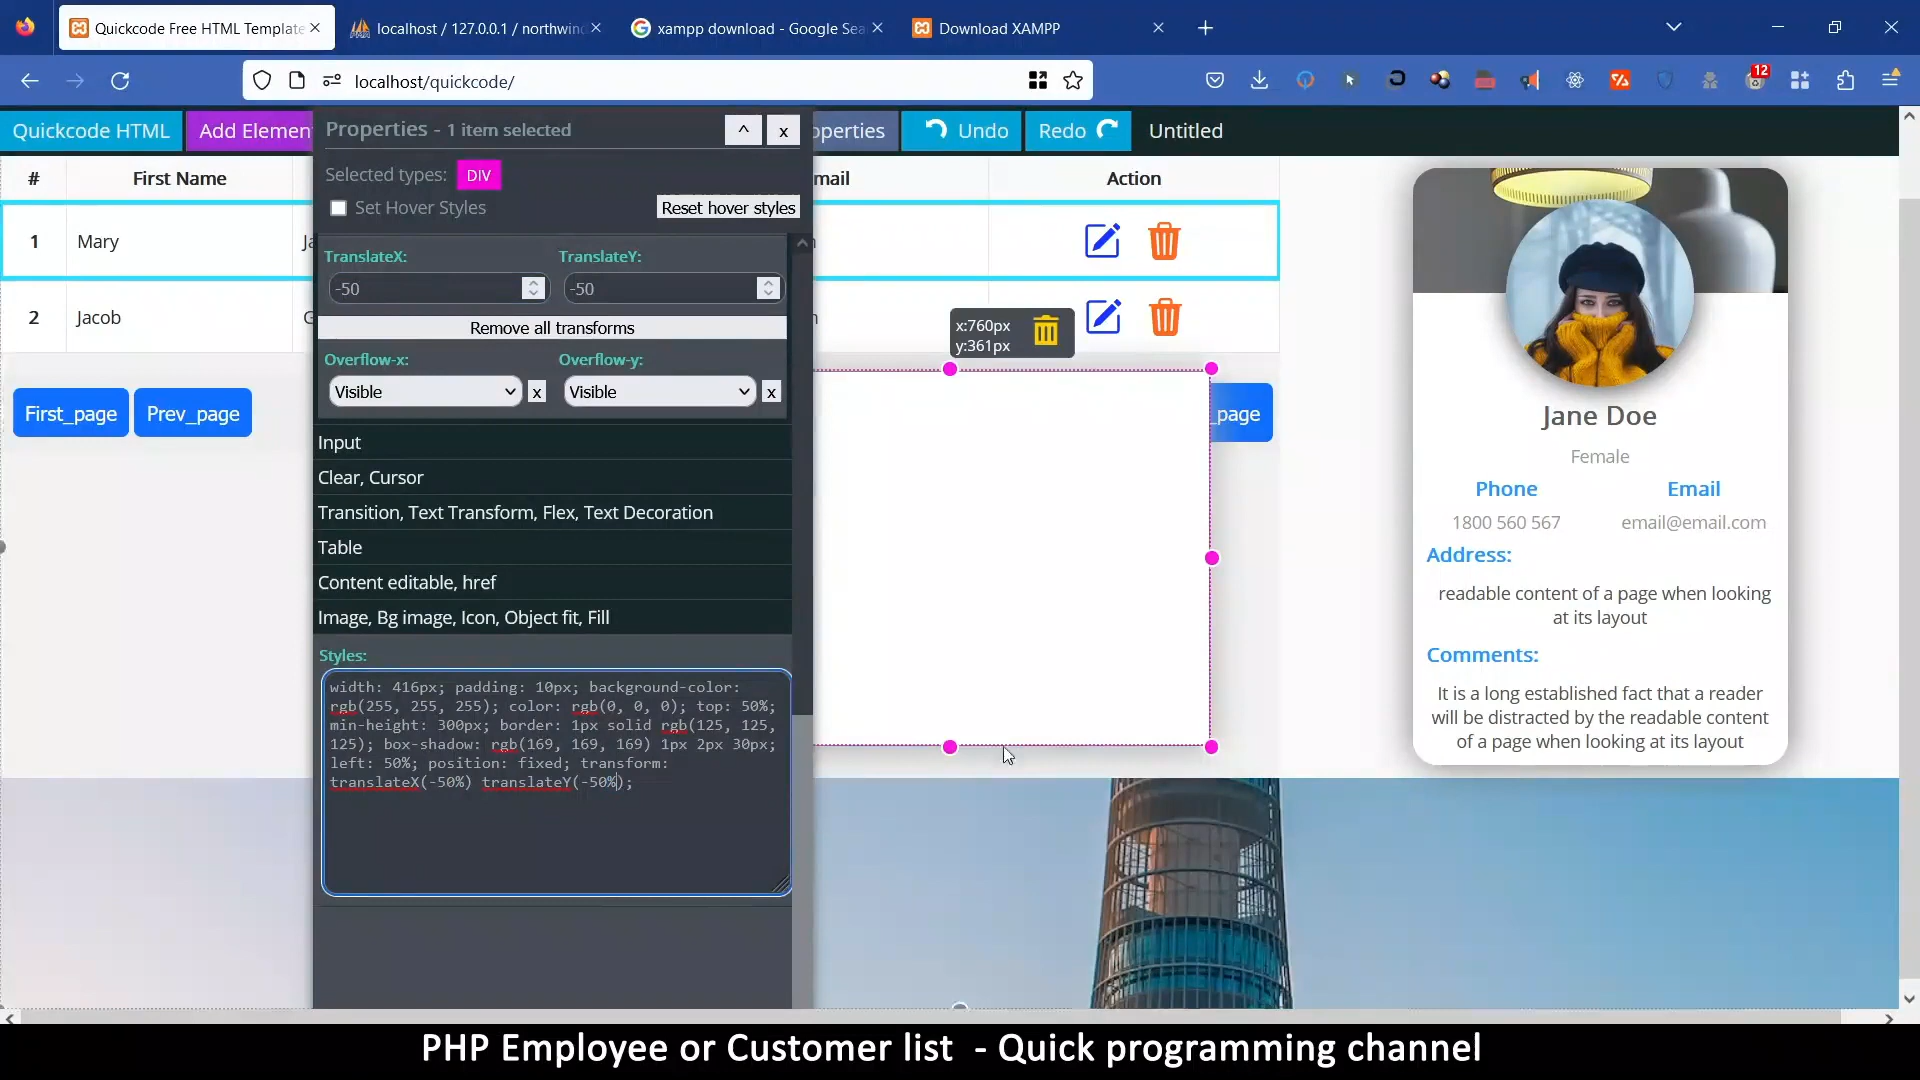 Quickcode Free HTML Template
localhost / 127.0.0.1 / northwind
xampp download - Google Sea
Download XAMPP
localhost/quickcode/
12
Quickcode HTML
Add Elemen
Properties - 1 item selected
^
x
operties
Undo
Redo
Untitled
Selected types: DIV
Set Hover Styles
Reset hover styles
# First Name
mail
Action
1 Mary
2 Jacob G
TranslateX:
TranslateY:
-50
-50
Remove all transforms
Overflow-x:
Overflow-y:
Visible
x
Visible
x
x:760px
y:361px
First_page
Prev_page
_page
Input
Clear, Cursor
Transition, Text Transform, Flex, Text Decoration
Table
Content editable, href
Image, Bg image, Icon, Object fit, Fill
Styles:
width: 416px; padding: 10px; background-color:
rgb(255, 255, 255); color: rgb(0, 0, 0); top: 50%;
min-height: 300px; border: 1px solid rgb(125, 125,
125); box-shadow: rgb(169, 169, 169) 1px 2px 30px;
left: 50%; position: fixed; transform:
translateX(-50%) translateY(-50%);
Jane Doe
Female
Phone
Email
1800 560 567
email@email.com
Address:
readable content of a page when looking
at its layout
Comments:
It is a long established fact that a reader
will be distracted by the readable content
of a page when looking at its layout
PHP Employee or Customer list - Quick programming channel